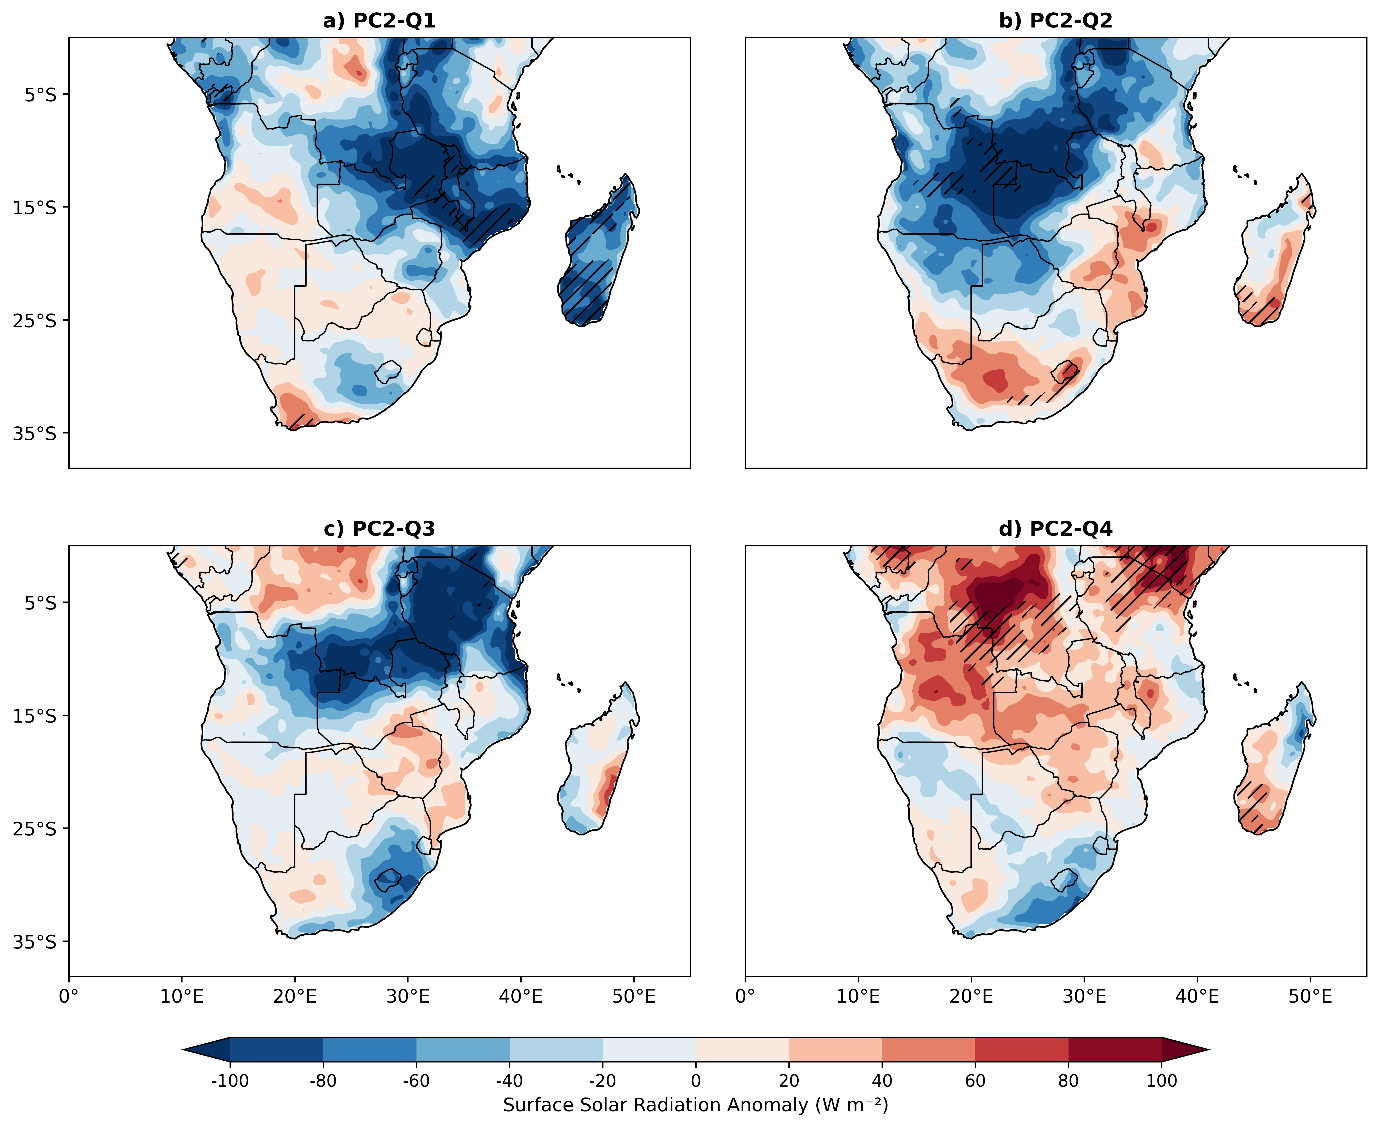 a) PC2-Q1
b) PC2-Q2
5°S
15°S
25°S
35°S
c) PC2-Q3
d) PC2-Q4
5°S
15°S
25°S
35°S
0° 10°E 20°E 30°E 40°E 50°E
0° 10°E 20°E 30°E 40°E 50°E
-100 -80 -60 -40 -20 0 20 40 60 80 100
Surface Solar Radiation Anomaly (W m⁻²)